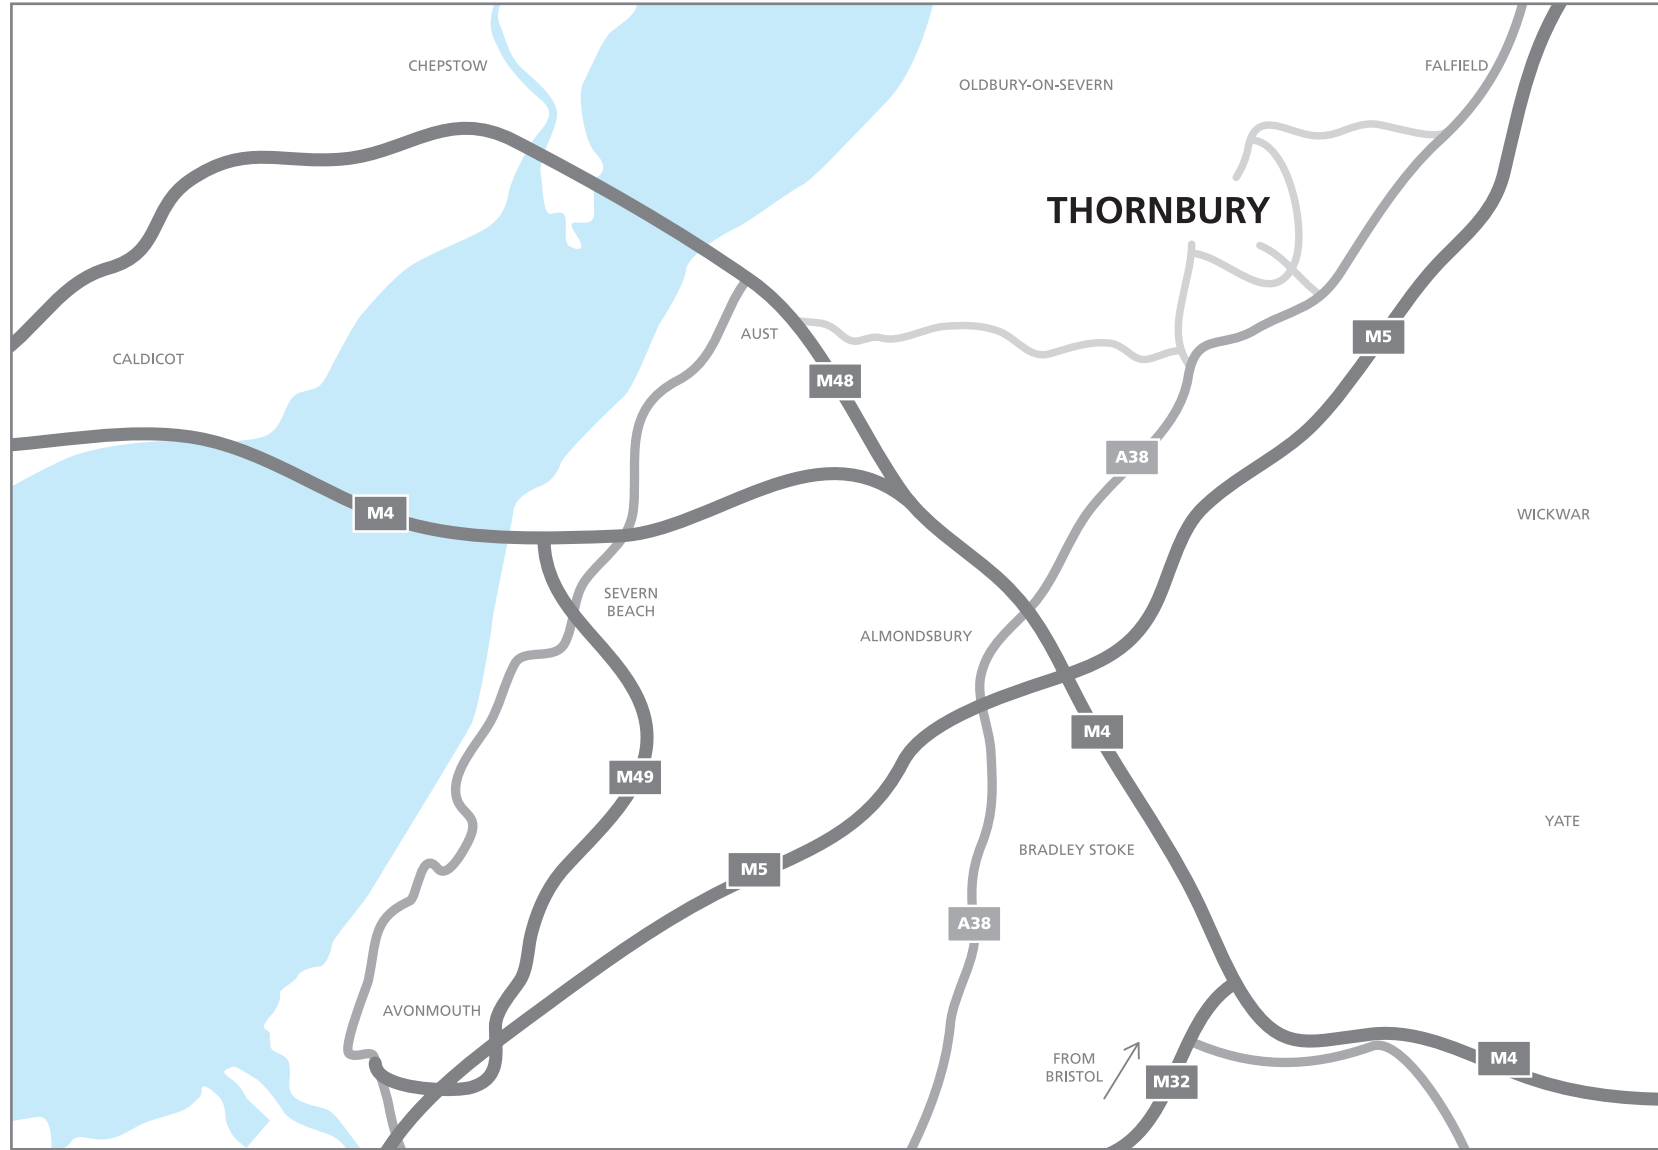 CHEPSTOW
FALFIELD
OLDBURY-ON-SEVERN
THORNBURY
AUST
M5
CALDICOT
M48
A38
M4
WICKWAR
SEVERN
BEACH
ALMONDSBURY
M4
M49
YATE
BRADLEY STOKE
M5
A38
AVONMOUTH
FROM
BRISTOL
M4
M32